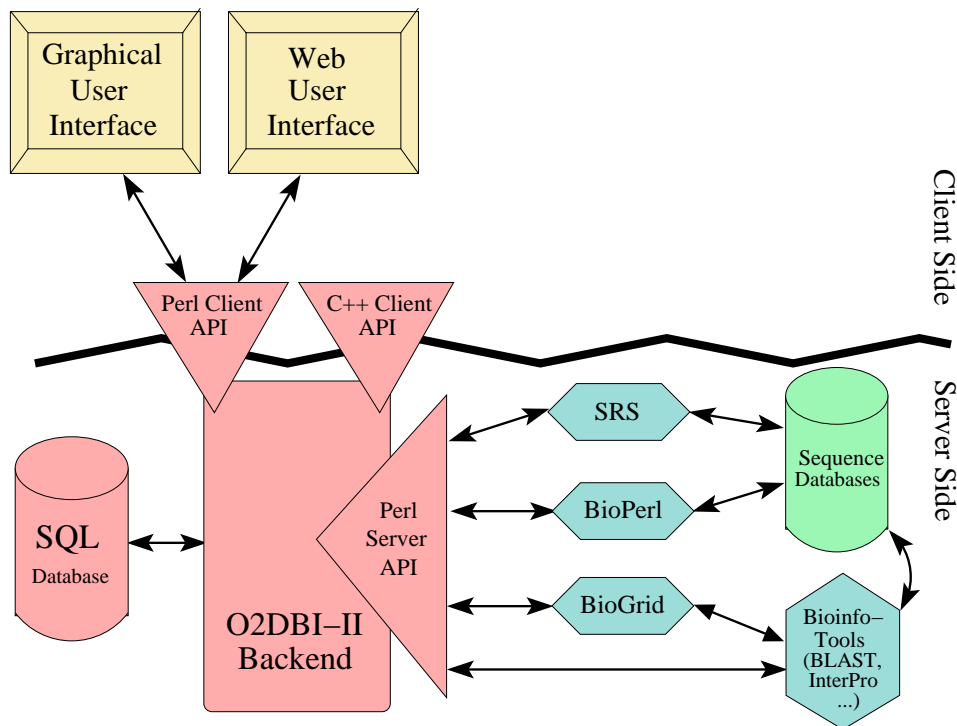 Graphical
User
Interface
Web
User
Interface
Client Side
Perl Client
API
C++ Client
API
Server Side
SRS
Sequence
Databases
BioPerl
Perl
Server
API
SQL
Database
BioGrid
O2DBI−II
Backend
Bioinfo−
Tools
(BLAST,
InterPro
...)